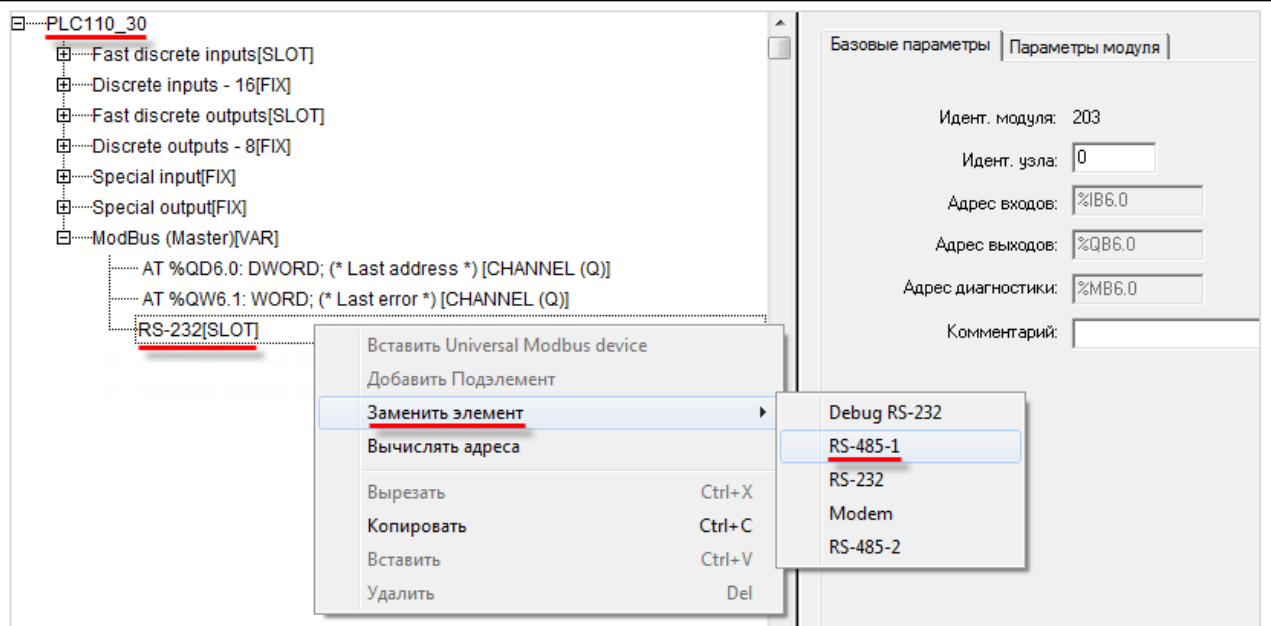 PLC110_30
Fast discrete inputs[SLOT]
Discrete inputs - 16[FIX]
Fast discrete outputs[SLOT]
Discrete outputs - 8[FIX]
Special input[FIX]
Special output[FIX]
ModBus (Master)[VAR]
AT %QD6.0: DWORD; (* Last address *) [CHANNEL (Q)]
AT %QW6.1: WORD; (* Last error *) [CHANNEL (Q)]
RS-232[SLOT]
Вставить Universal Modbus device
Добавить Подэлемент
Заменить элемент
Вычислять адреса
Вырезать Ctrl+X
Копировать Ctrl+C
Вставить Ctrl+V
Удалить Del
Debug RS-232
RS-485-1
RS-232
Modem
RS-485-2
Базовые параметры Параметры модуля
Идент. модуля: 203
Идент. узла: 0
Адрес входов: %IB6.0
Адрес выходов: %QB6.0
Адрес диагностики: %MB6.0
Комментарий: